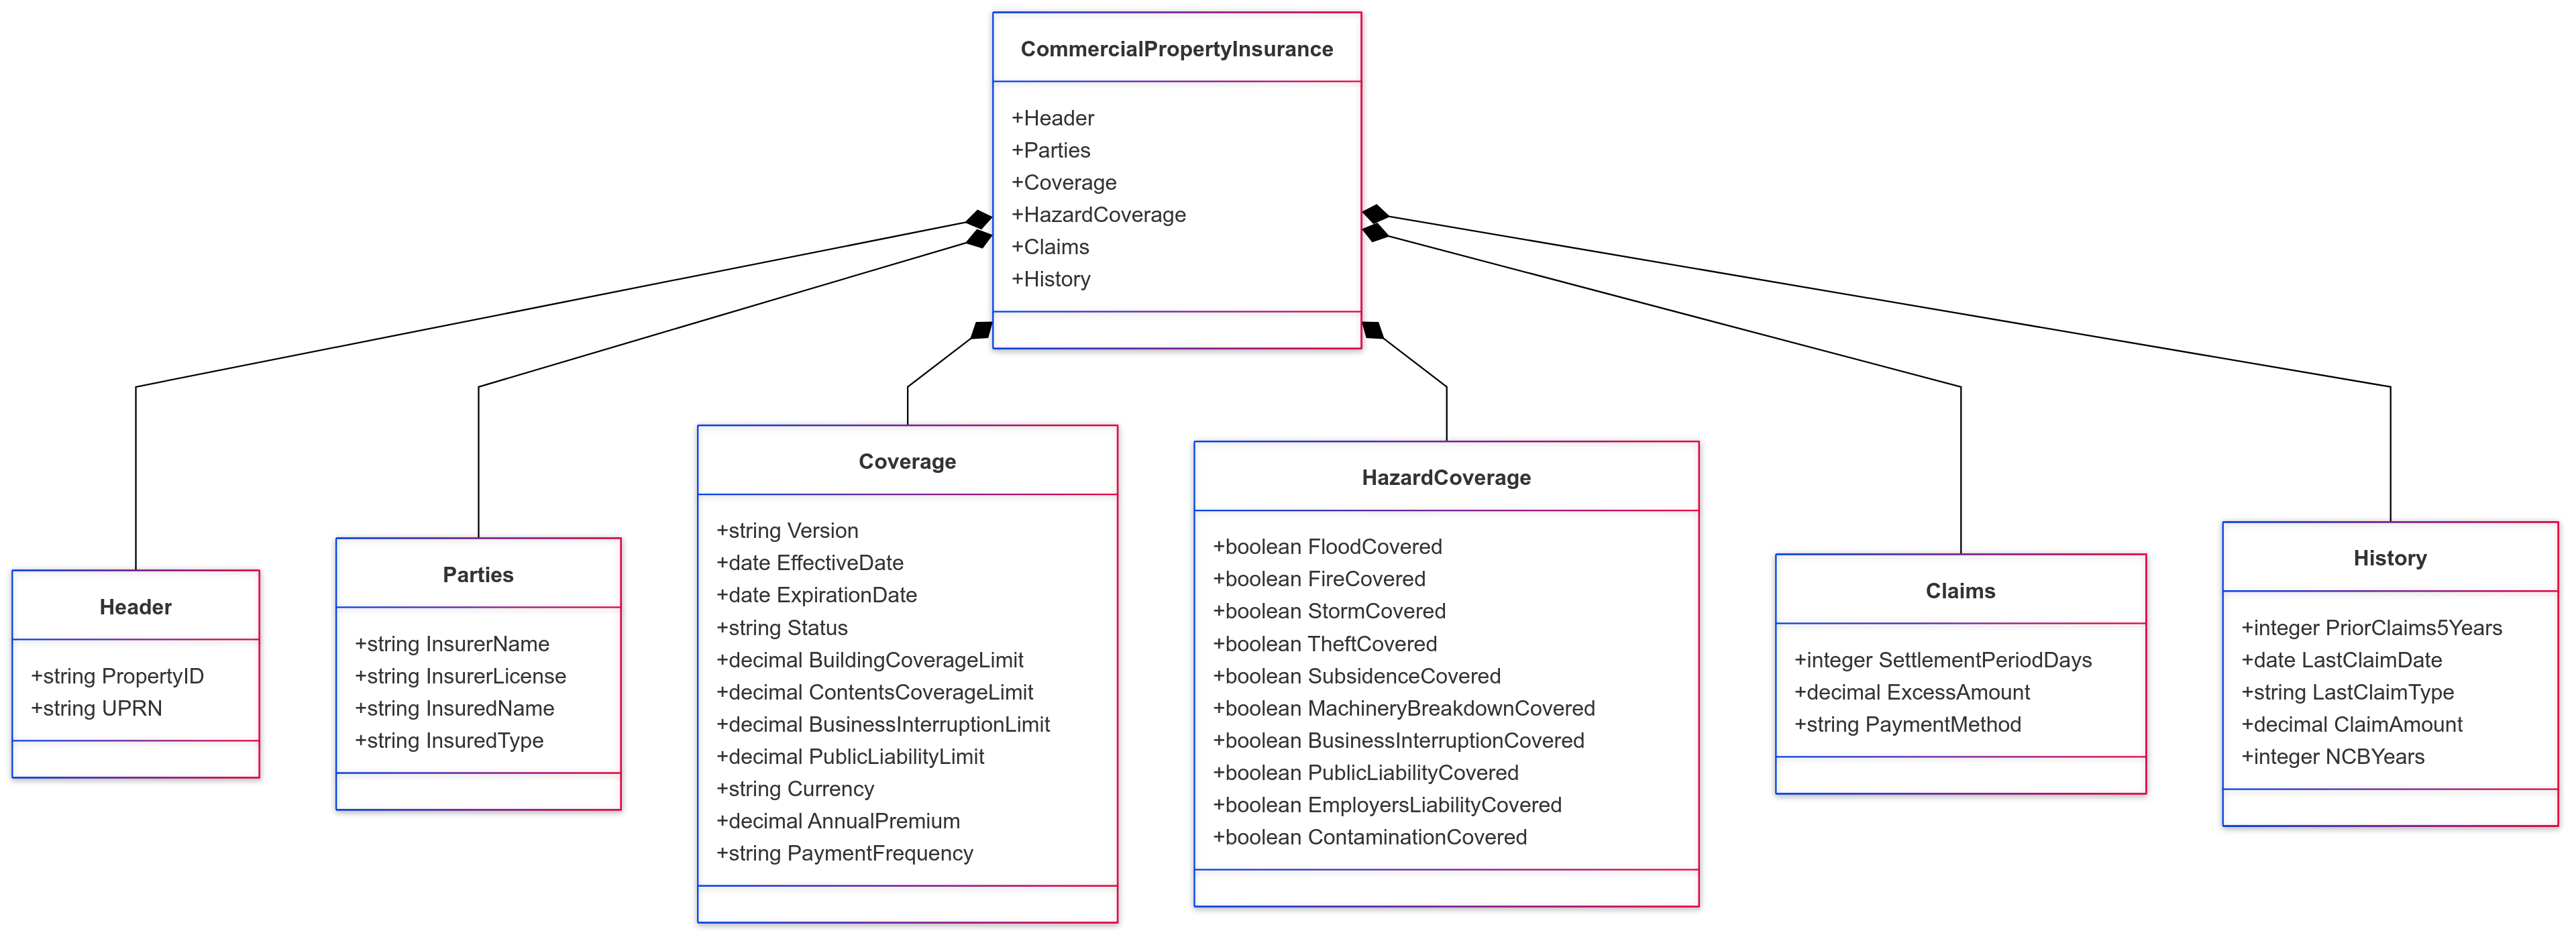 CommercialPropertyInsurance
+Header
+Parties
+Coverage
+HazardCoverage
+Claims
+History
Header
+string PropertyID
+string UPRN
Parties
+string InsurerName
+string InsurerLicense
+string InsuredName
+string InsuredType
Coverage
+string Version
+date EffectiveDate
+date ExpirationDate
+string Status
+decimal BuildingCoverageLimit
+decimal ContentsCoverageLimit
+decimal BusinessInterruptionLimit
+decimal PublicLiabilityLimit
+string Currency
+decimal AnnualPremium
+string PaymentFrequency
HazardCoverage
+boolean FloodCovered
+boolean FireCovered
+boolean StormCovered
+boolean TheftCovered
+boolean SubsidenceCovered
+boolean MachineryBreakdownCovered
+boolean BusinessInterruptionCovered
+boolean PublicLiabilityCovered
+boolean EmployersLiabilityCovered
+boolean ContaminationCovered
Claims
+integer SettlementPeriodDays
+decimal ExcessAmount
+string PaymentMethod
History
+integer PriorClaims5Years
+date LastClaimDate
+string LastClaimType
+decimal ClaimAmount
+integer NCBYears